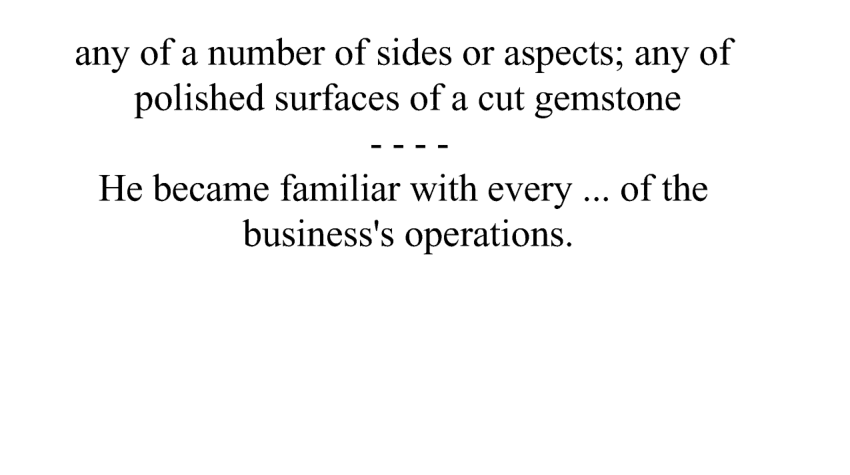 any of a number of sides or aspects; any of
polished surfaces of a cut gemstone
- - - -
He became familiar with every ... of the
business's operations.